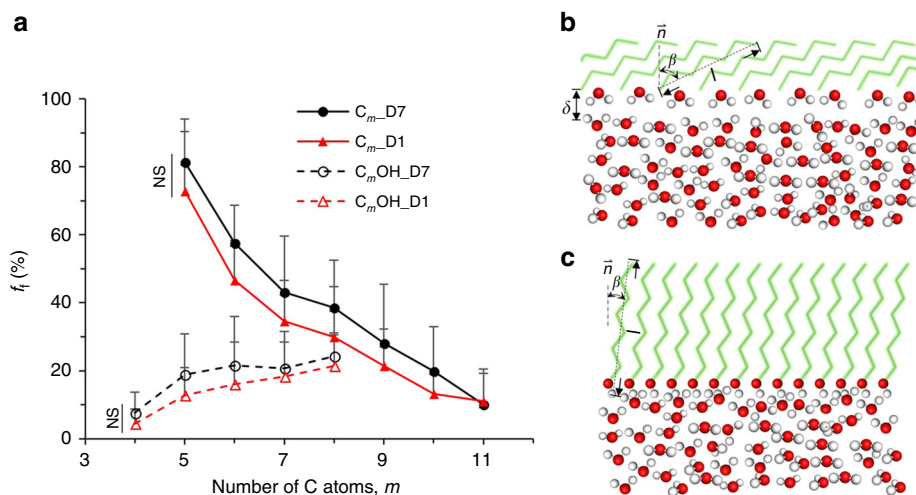 a
100
80
60
40
20
0
f_f (%)
3
5
7
9
11
Number of C atoms, m
C_m_D7
C_m_D1
C_mOH_D7
C_mOH_D1
NS
NS
b
n⃗
β
l
δ
c
n⃗
β
l